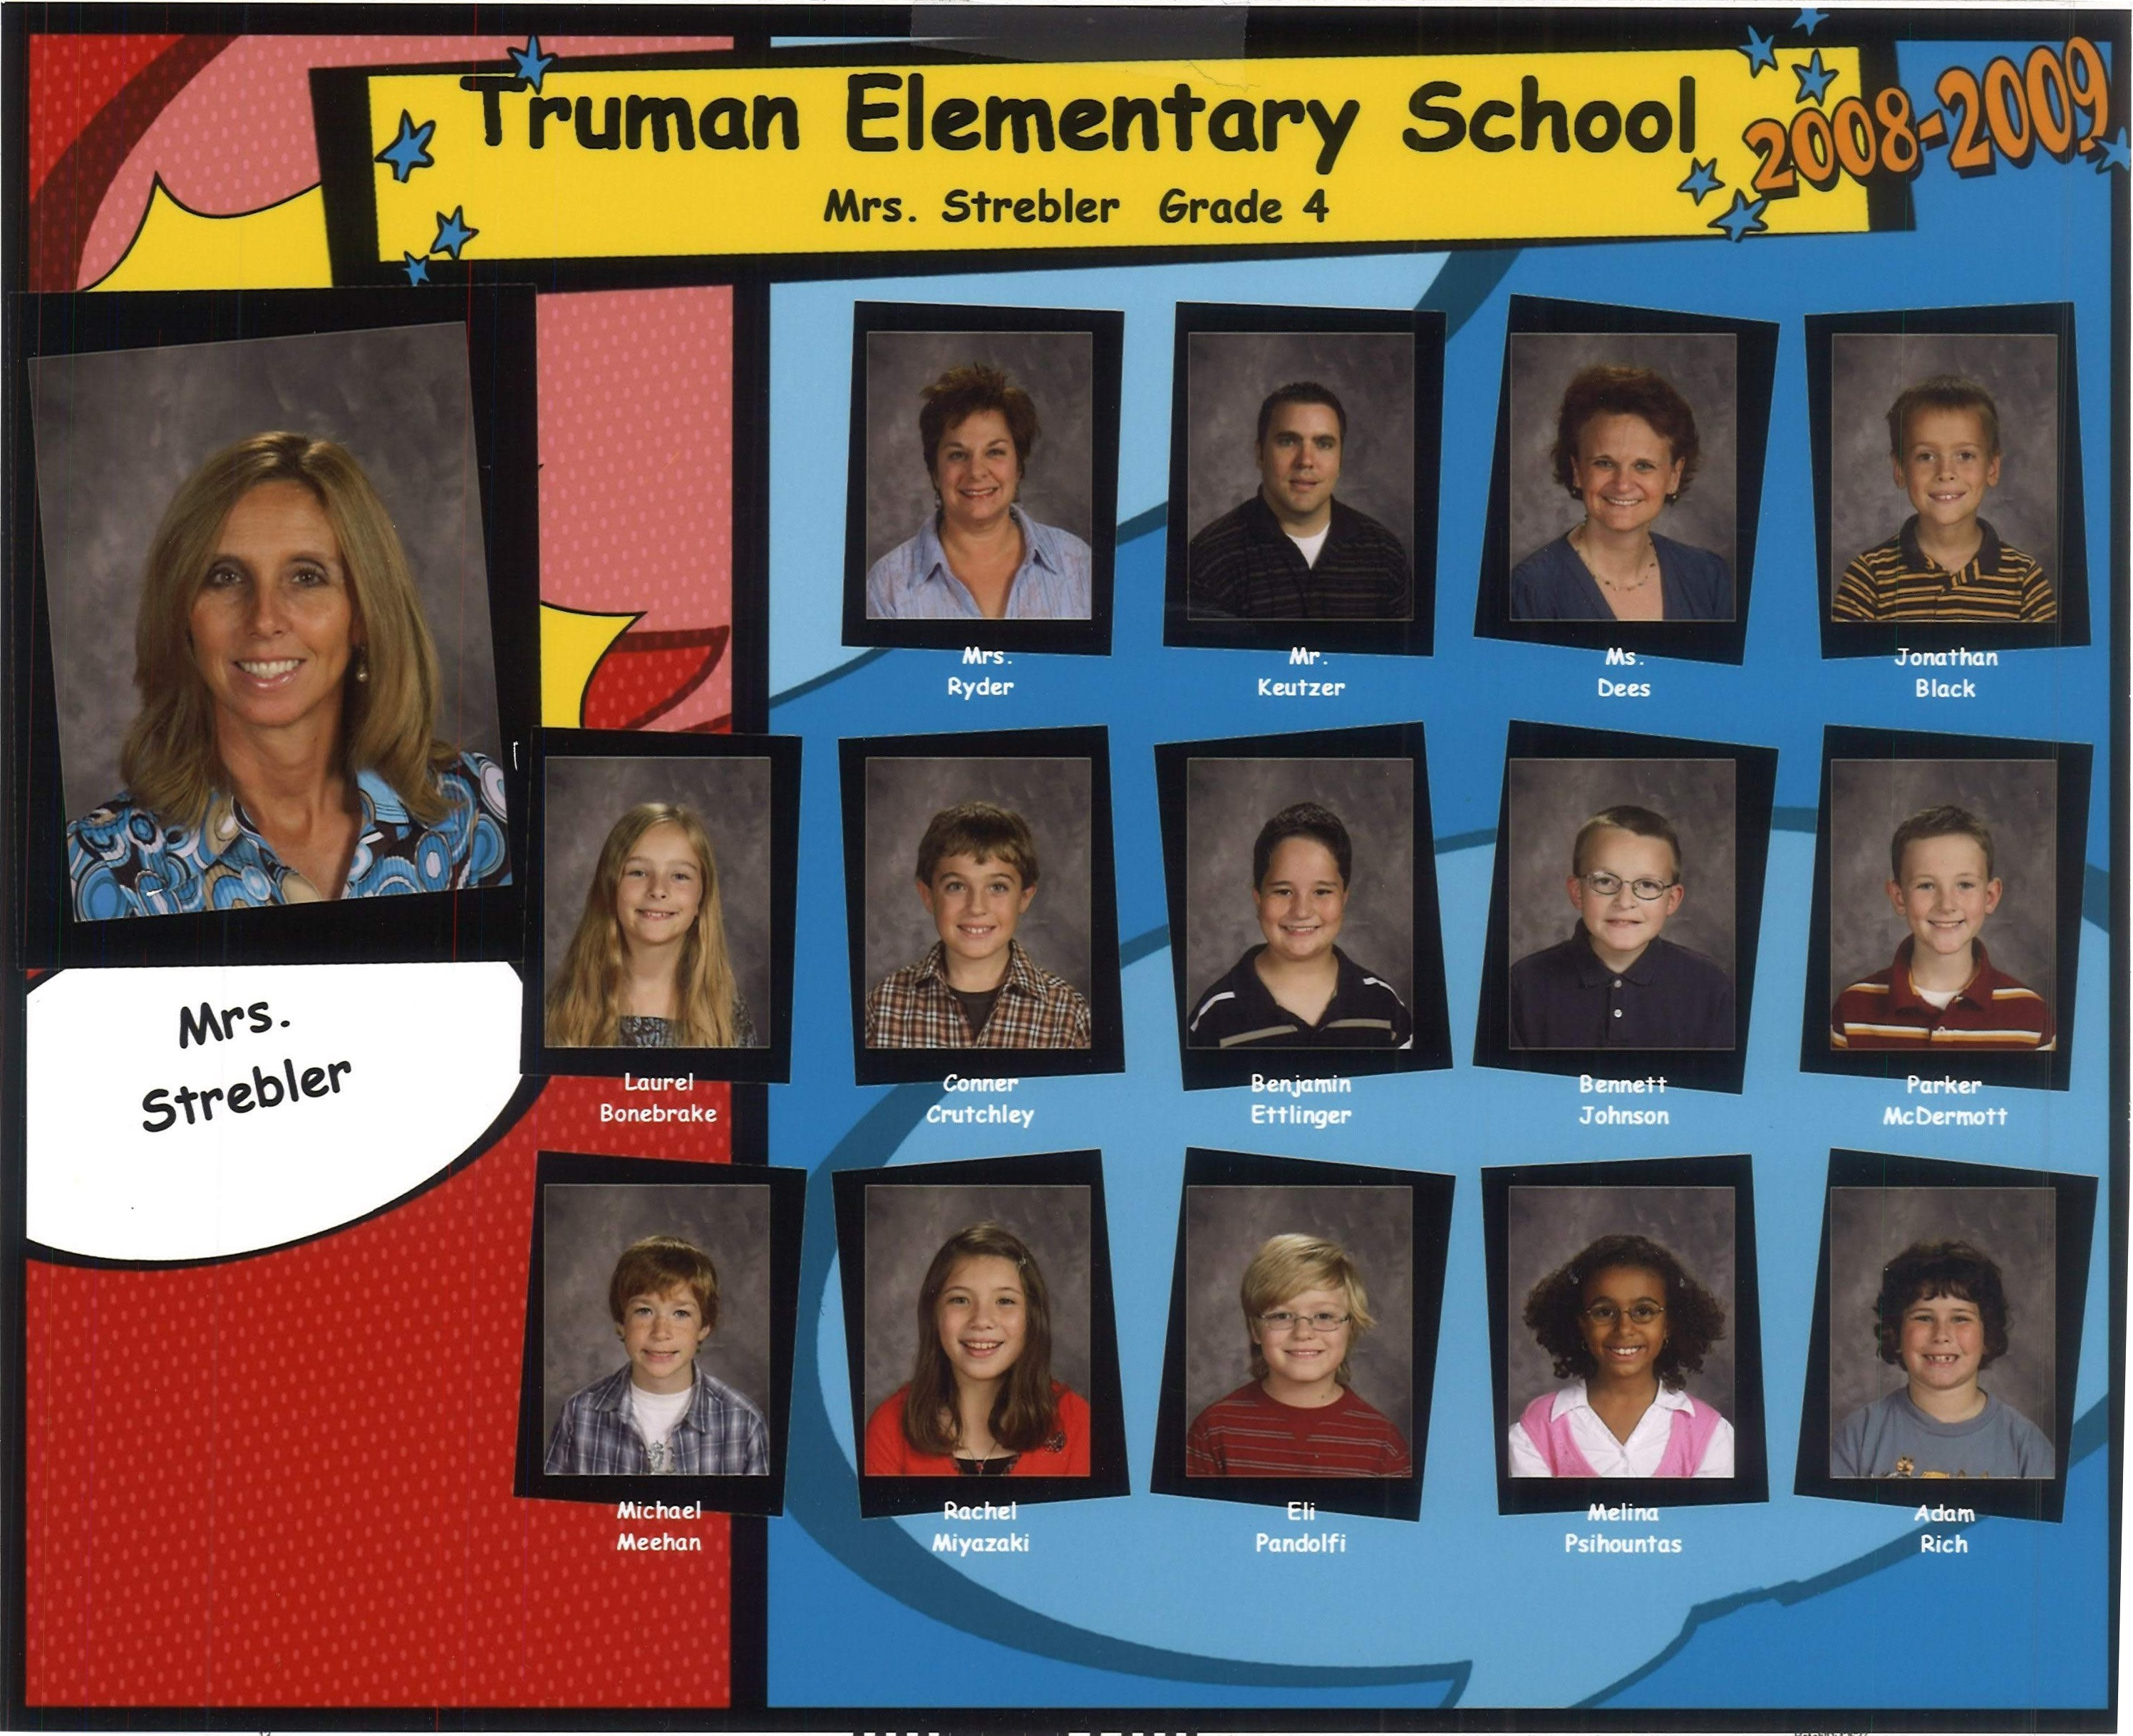 Truman Elementary School
2008-2009
Mrs. Strebler Grade 4
Mrs.
Strebler
Mrs.
Ryder
Mr.
Keutzer
Ms.
Dees
Jonathan
Black
Laurel
Bonebrake
Conner
Crutchley
Benjamin
Ettlinger
Bennett
Johnson
Parker
McDermott
Michael
Meehan
Rachel
Miyazaki
Eli
Pandolfi
Melina
Psihountas
Adam
Rich